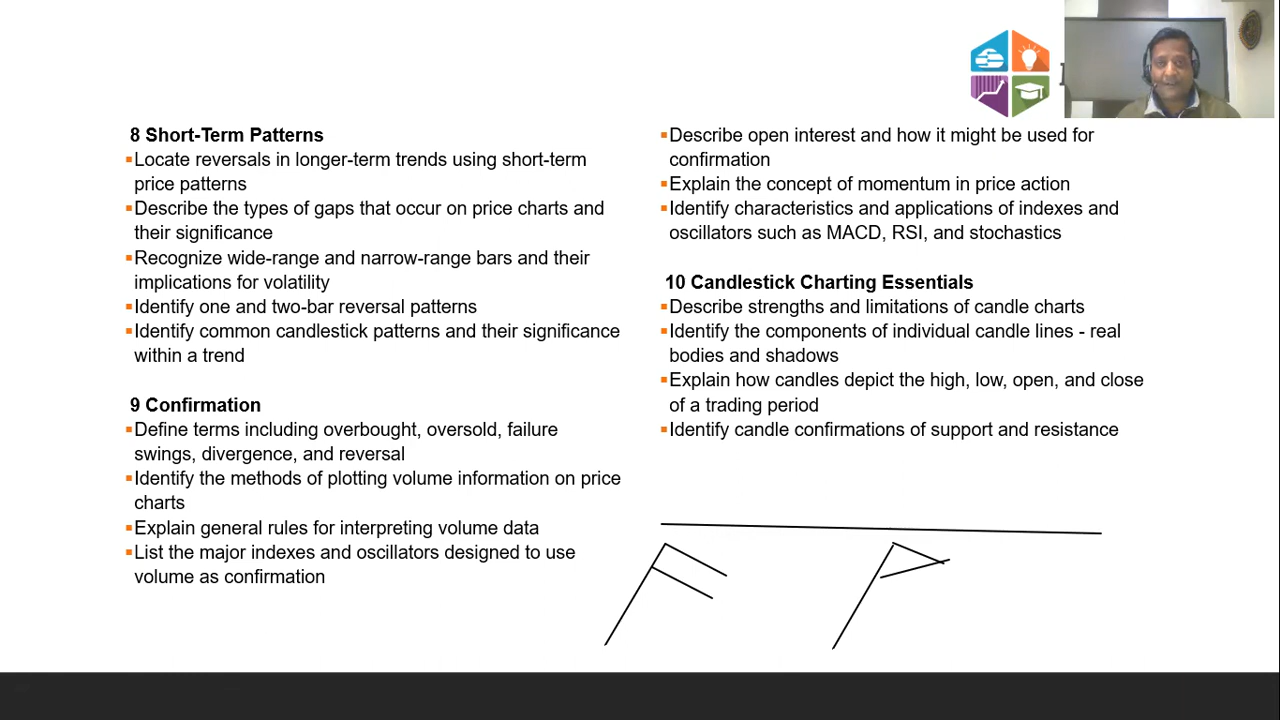 8 Short-Term Patterns
▪Locate reversals in longer-term trends using short-term
price patterns
▪Describe the types of gaps that occur on price charts and
their significance
▪Recognize wide-range and narrow-range bars and their
implications for volatility
▪Identify one and two-bar reversal patterns
▪Identify common candlestick patterns and their significance
within a trend
9 Confirmation
▪Define terms including overbought, oversold, failure
swings, divergence, and reversal
▪Identify the methods of plotting volume information on price
charts
▪Explain general rules for interpreting volume data
▪List the major indexes and oscillators designed to use
volume as confirmation
▪Describe open interest and how it might be used for
confirmation
▪Explain the concept of momentum in price action
▪Identify characteristics and applications of indexes and
oscillators such as MACD, RSI, and stochastics
10 Candlestick Charting Essentials
▪Describe strengths and limitations of candle charts
▪Identify the components of individual candle lines - real
bodies and shadows
▪Explain how candles depict the high, low, open, and close
of a trading period
▪Identify candle confirmations of support and resistance